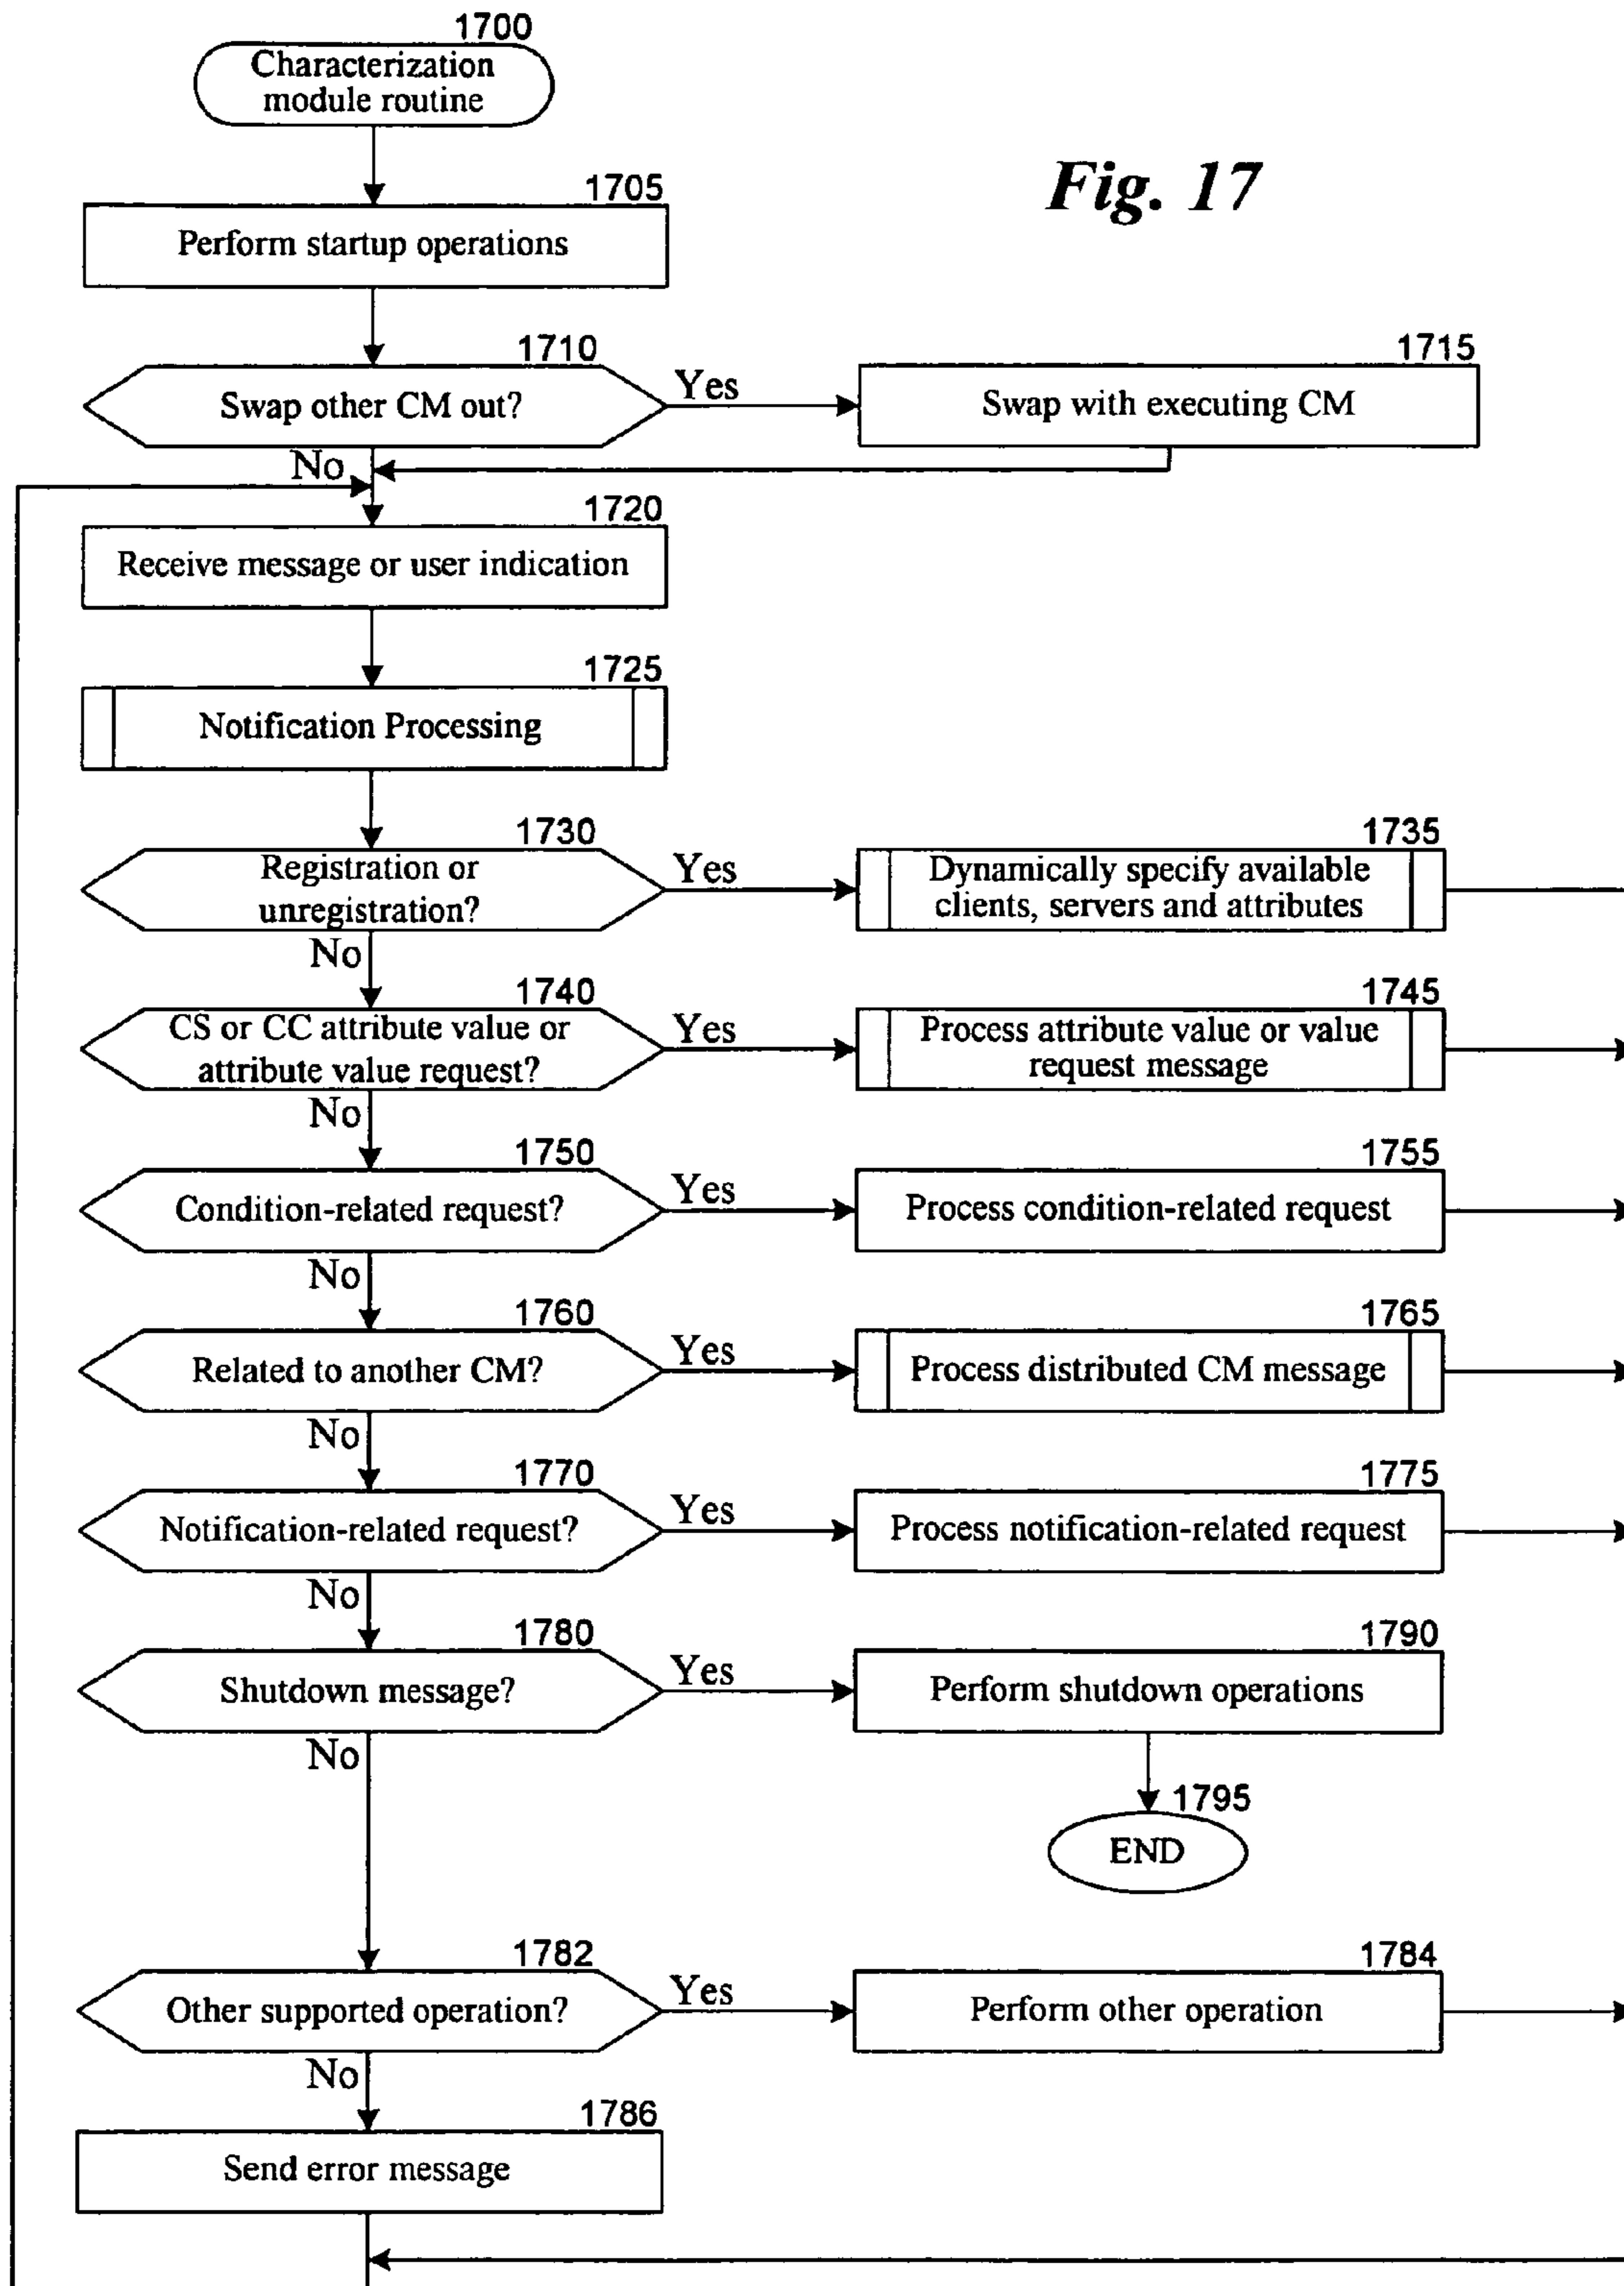 1700
Characterization
module routine
Fig. 17
1705
Perform startup operations
1710
Swap other CM out?
Yes
1715
Swap with executing CM
No
1720
Receive message or user indication
1725
Notification Processing
1730
Registration or
unregistration?
Yes
1735
Dynamically specify available
clients, servers and attributes
No
1740
CS or CC attribute value or
attribute value request?
Yes
1745
Process attribute value or value
request message
No
1750
Condition-related request?
Yes
1755
Process condition-related request
No
1760
Related to another CM?
Yes
1765
Process distributed CM message
No
1770
Notification-related request?
Yes
1775
Process notification-related request
No
1780
Shutdown message?
Yes
1790
Perform shutdown operations
No
1795
END
1782
Other supported operation?
Yes
1784
Perform other operation
No
1786
Send error message